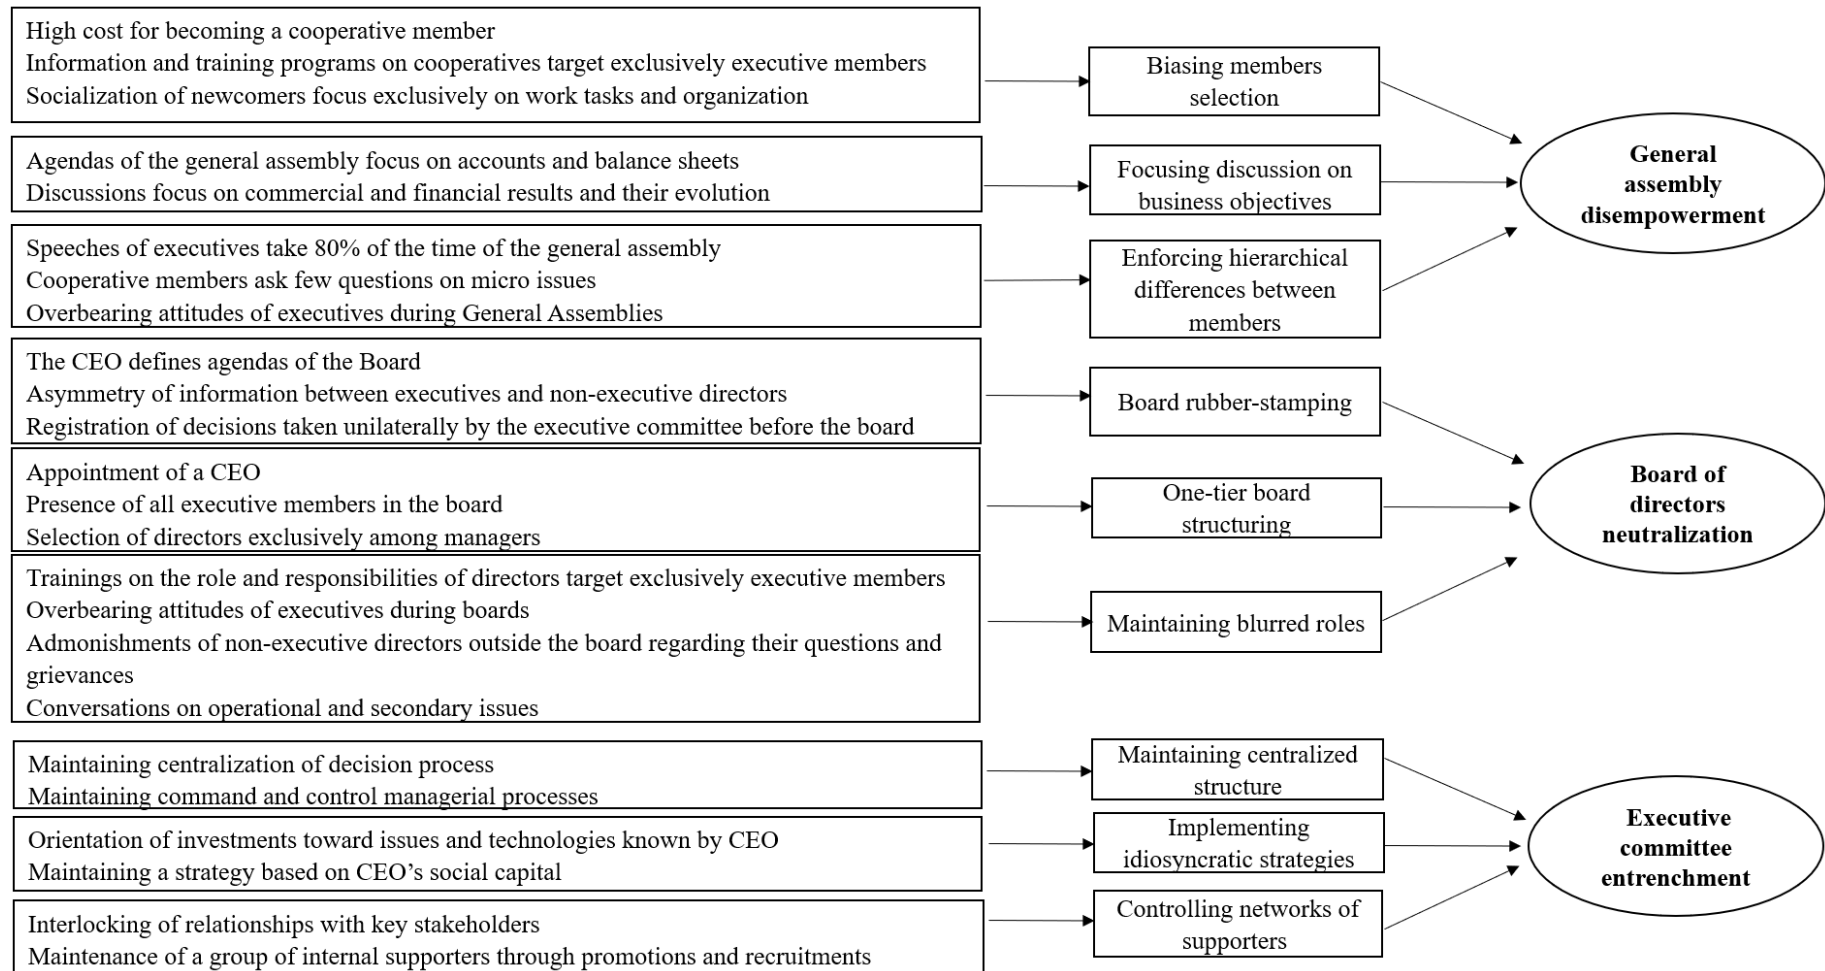 High cost for becoming a cooperative member
Information and training programs on cooperatives target exclusively executive members
Socialization of newcomers focus exclusively on work tasks and organization
Biasing members
selection
Agendas of the general assembly focus on accounts and balance sheets
Discussions focus on commercial and financial results and their evolution
Focusing discussion on
business objectives
Speeches of executives take 80% of the time of the general assembly
Cooperative members ask few questions on micro issues
Overbearing attitudes of executives during General Assemblies
Enforcing hierarchical
differences between
members
General
assembly
disempowerment
The CEO defines agendas of the Board
Asymmetry of information between executives and non-executive directors
Registration of decisions taken unilaterally by the executive committee before the board
Board rubber-stamping
Appointment of a CEO
Presence of all executive members in the board
Selection of directors exclusively among managers
One-tier board
structuring
Trainings on the role and responsibilities of directors target exclusively executive members
Overbearing attitudes of executives during boards
Admonishments of non-executive directors outside the board regarding their questions and
grievances
Conversations on operational and secondary issues
Maintaining blurred roles
Board of
directors
neutralization
Maintaining centralization of decision process
Maintaining command and control managerial processes
Maintaining centralized
structure
Orientation of investments toward issues and technologies known by CEO
Maintaining a strategy based on CEO’s social capital
Implementing
idiosyncratic strategies
Interlocking of relationships with key stakeholders
Maintenance of a group of internal supporters through promotions and recruitments
Controlling networks of
supporters
Executive
committee
entrenchment